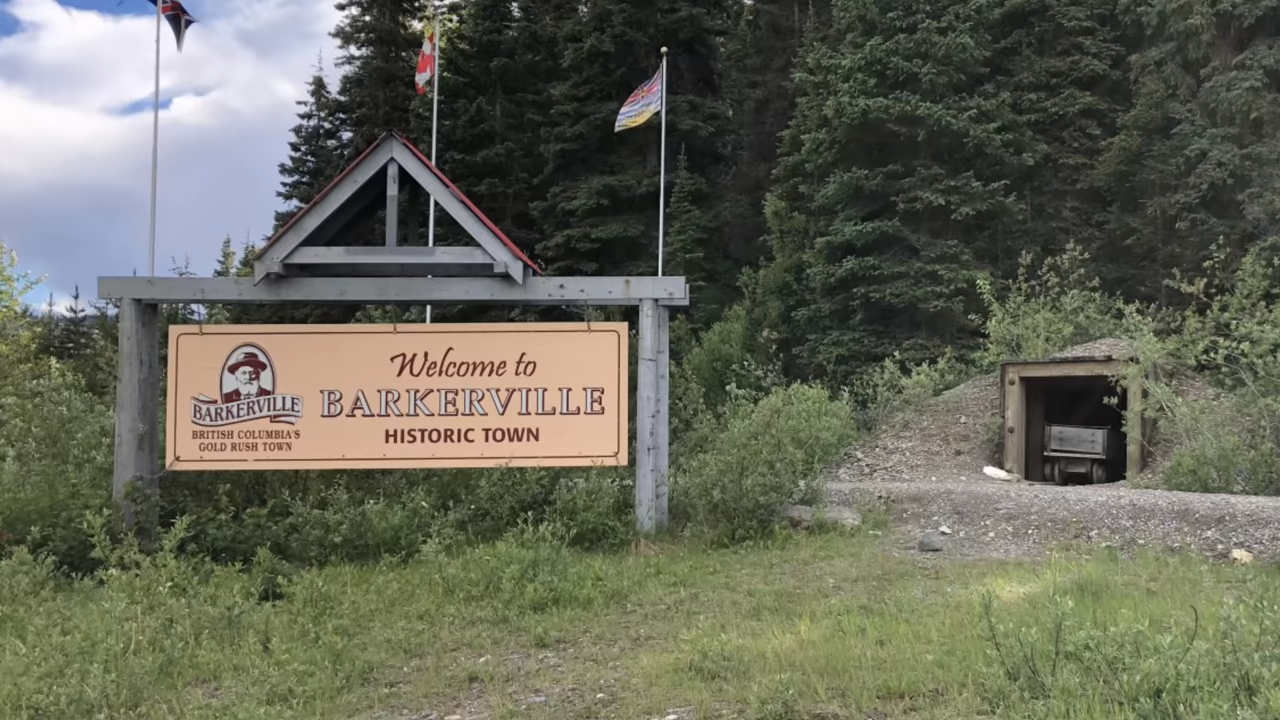 BARKERVILLE
BRITISH COLUMBIA'S
GOLD RUSH TOWN
Welcome to
BARKERVILLE
HISTORIC TOWN